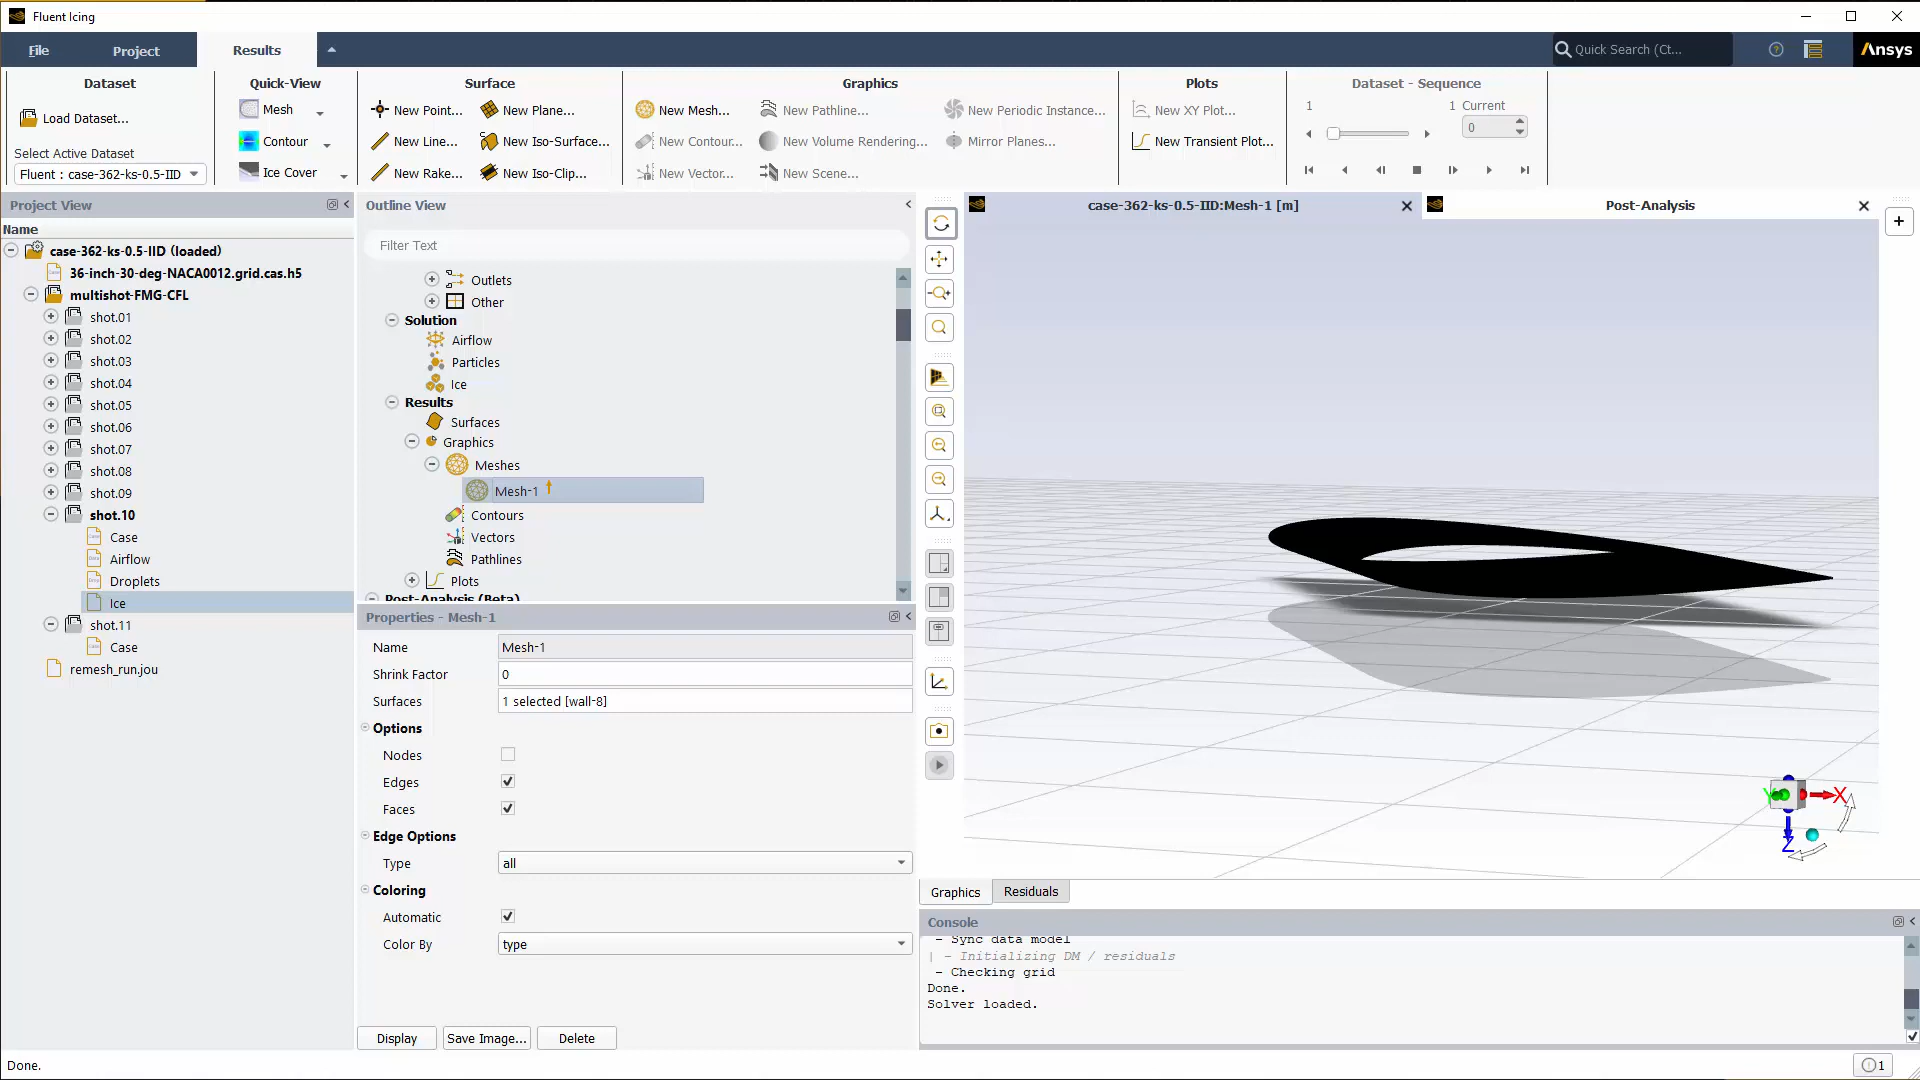 Fluent Icing
File
Project
Results
Quick Search (Ct...
Ansys
Dataset
Load Dataset...
Select Active Dataset
Fluent : case-362-ks-0.5-IID
Quick-View
Mesh
Contour
Ice Cover
Surface
New Point...
New Plane...
New Line...
New Iso-Surface...
New Rake...
New Iso-Clip...
Graphics
New Mesh...
New Pathline...
New Periodic Instance...
New Contour...
New Volume Rendering...
Mirror Planes...
New Vector...
New Scene...
Plots
New XY Plot...
New Transient Plot...
Dataset - Sequence
1
1 Current
0
Project View
Name
case-362-ks-0.5-IID (loaded)
36-inch-30-deg-NACA0012.grid.cas.h5
multishot-FMG-CFL
shot.01
shot.02
shot.03
shot.04
shot.05
shot.06
shot.07
shot.08
shot.09
shot.10
Case
Airflow
Droplets
Ice
shot.11
Case
remesh_run.jou
Outline View
Filter Text
Outlets
Other
Solution
Airflow
Particles
Ice
Results
Surfaces
Graphics
Meshes
Mesh-1
Contours
Vectors
Pathlines
Plots
Post-Analysis (Beta)
Properties - Mesh-1
Name
Mesh-1
Shrink Factor
0
Surfaces
1 selected [wall-8]
Options
Nodes
Edges
Faces
Edge Options
Type
all
Coloring
Automatic
Color By
type
Display
Save Image...
Delete
case-362-ks-0.5-IID:Mesh-1 [m]
Post-Analysis
Y
X
Z
Graphics
Residuals
Console
- Sync data model
| - Initializing DM / residuals
- Checking grid
Done.
Solver loaded.
Done.
1